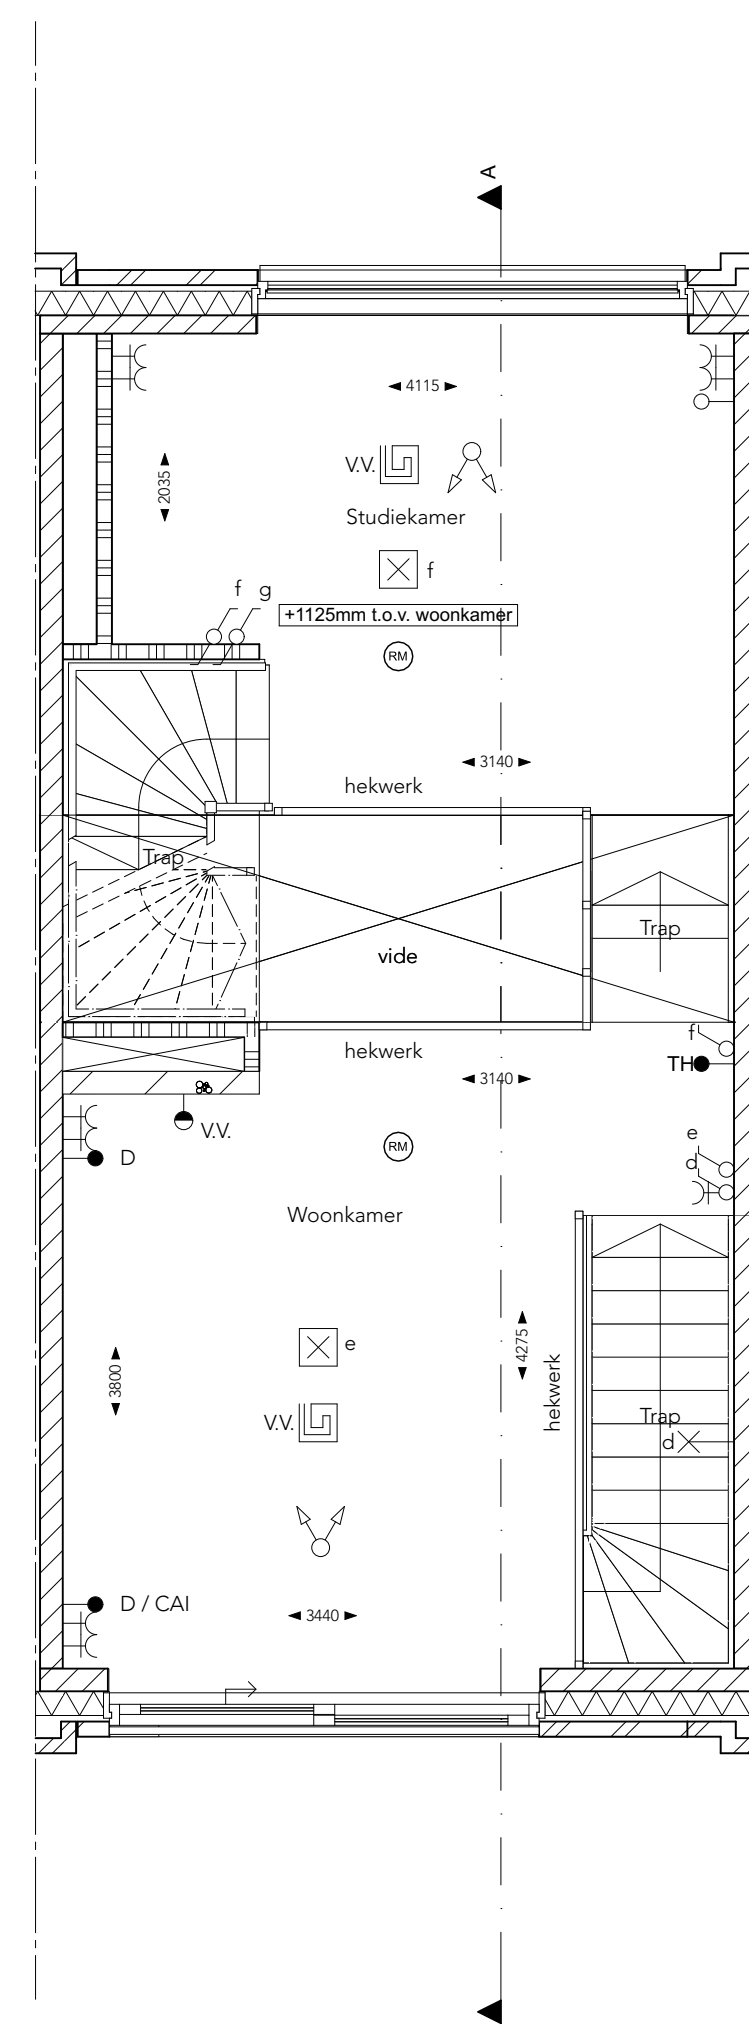 A
4115
V.V.
2035
Studiekamer
f
f g
+1125mm t.o.v. woonkamer
RM
3140
hekwerk
Trap
Trap
vide
f
hekwerk
TH
3140
V.V.
e
RM
D
d
Woonkamer
e
4275
3800
hekwerk
V.V.
Trap
d
D / CAI
3440